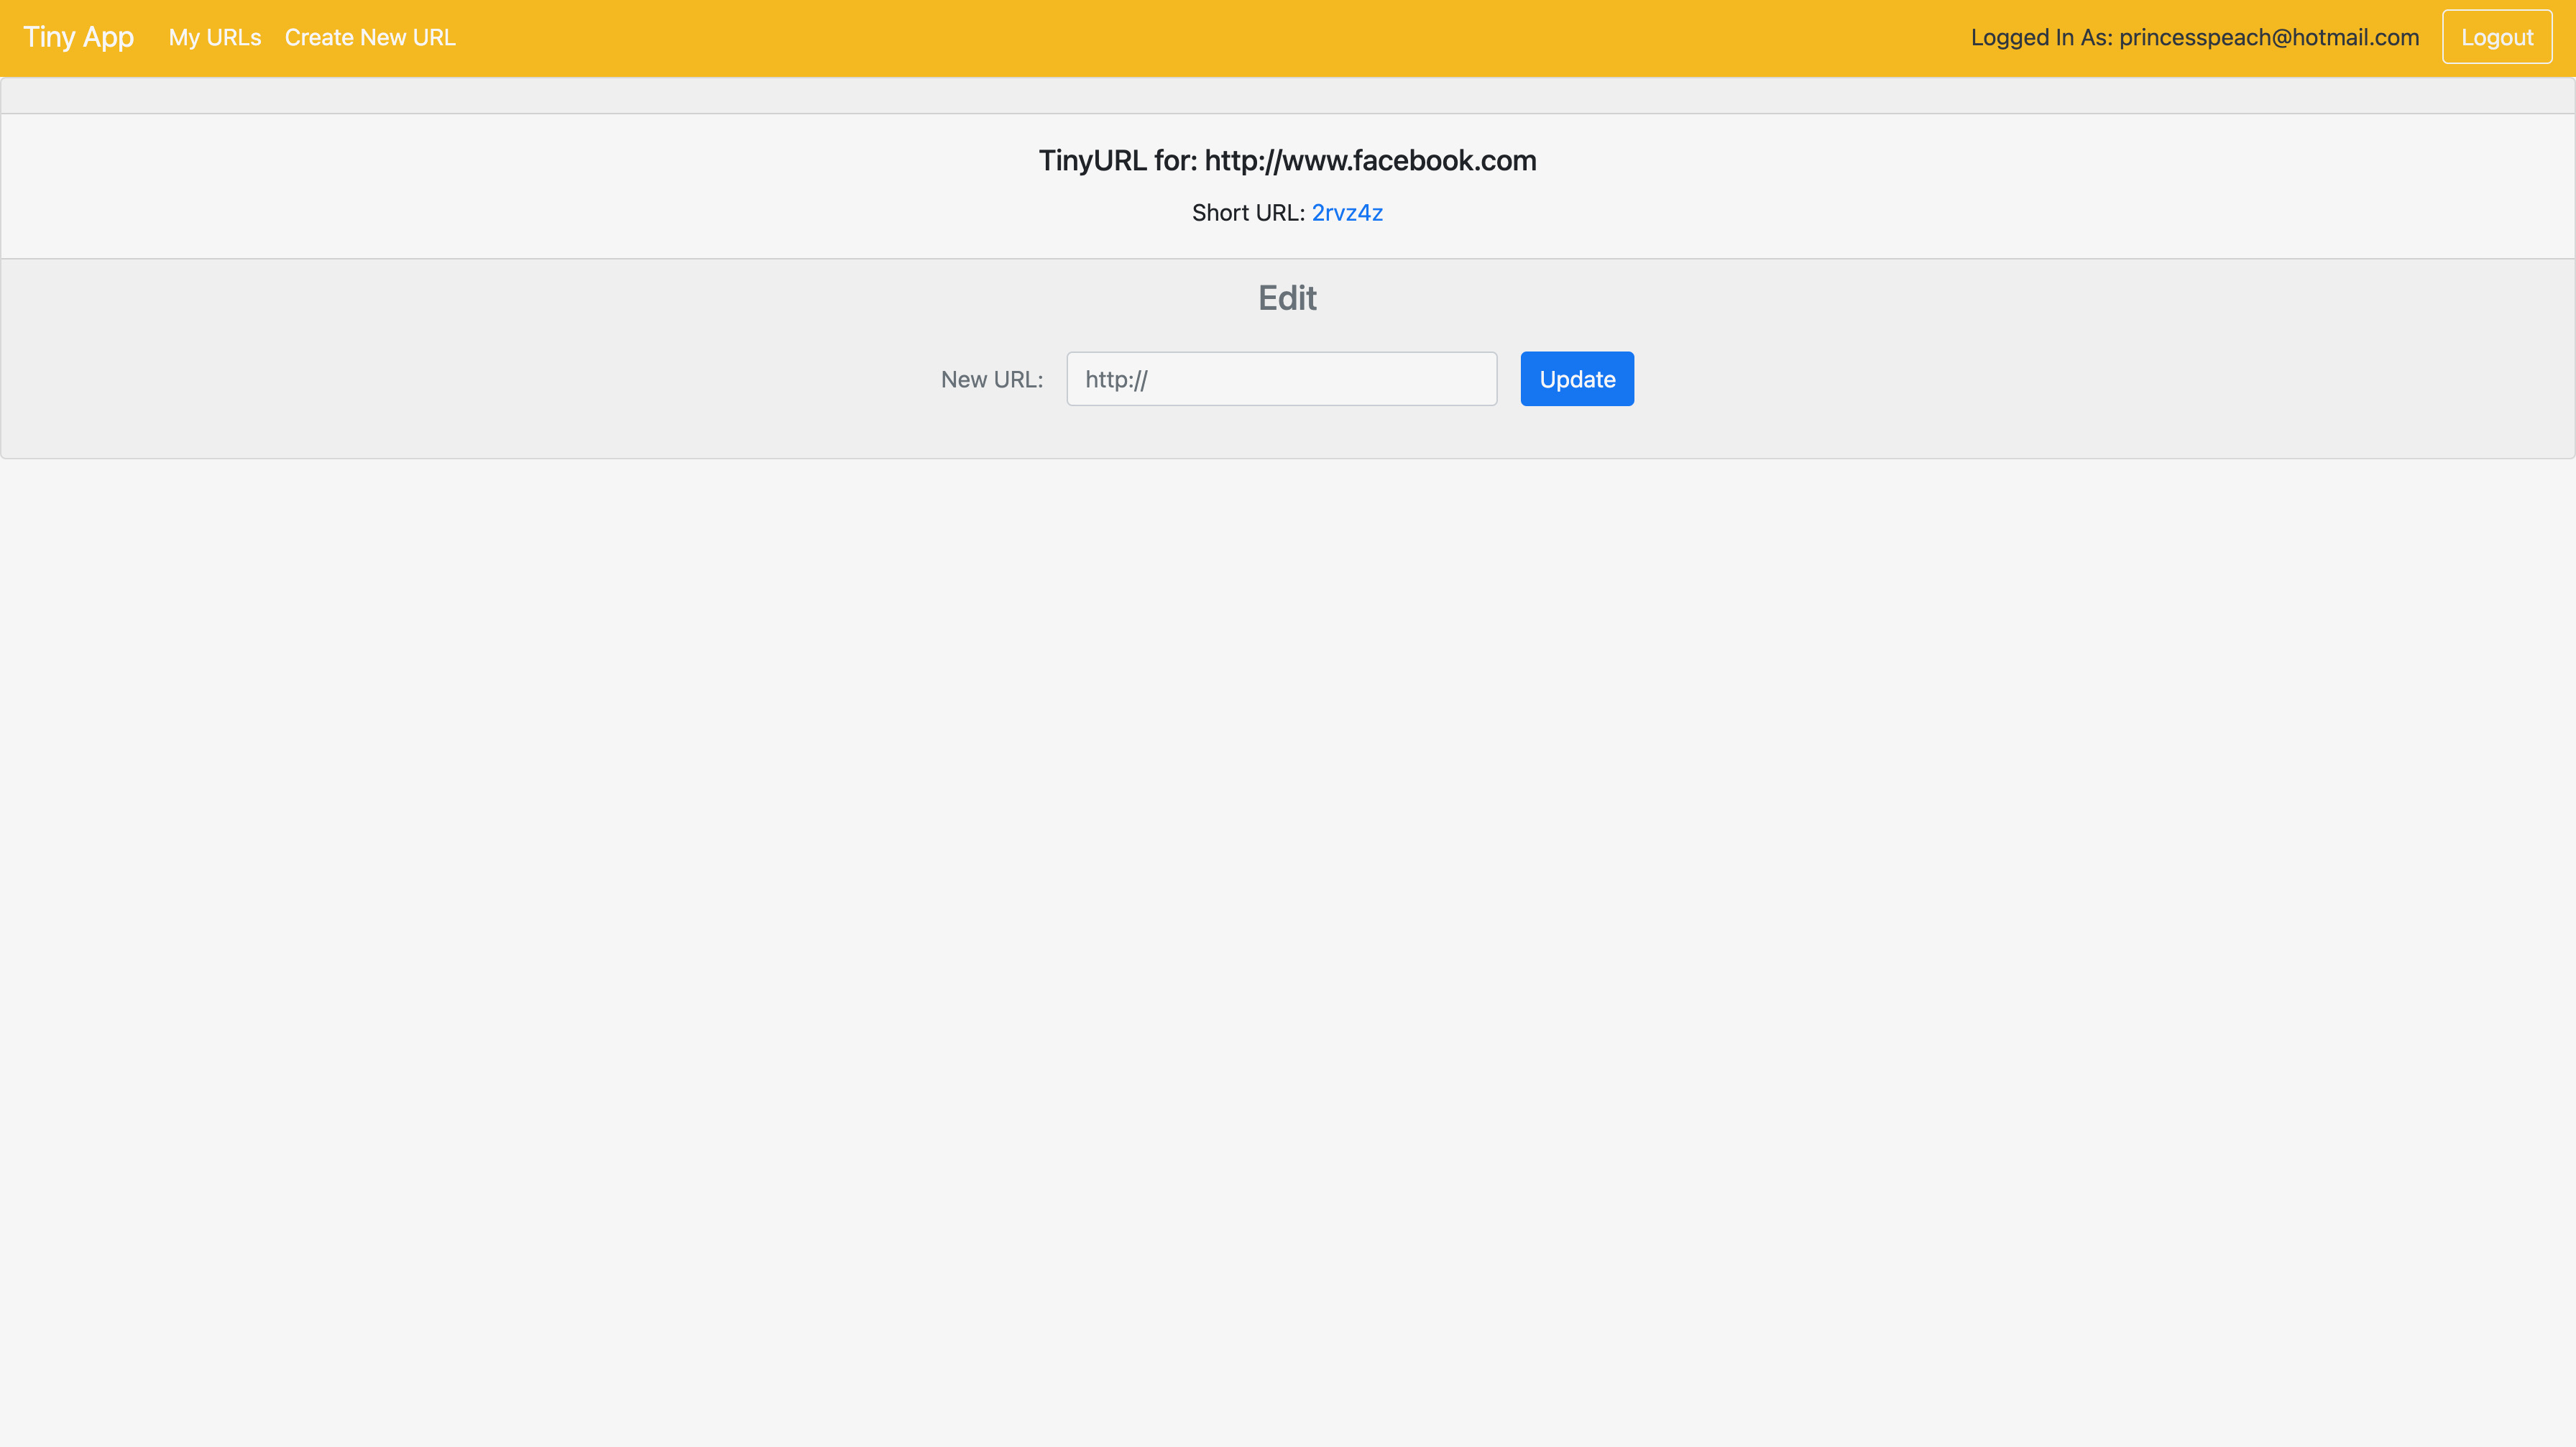 Tiny App My URLs Create New URL Logged In As: princesspeach@hotmail.com Logout
TinyURL for: http://www.facebook.com
Short URL: 2rvz4z
Edit
New URL: http:// Update